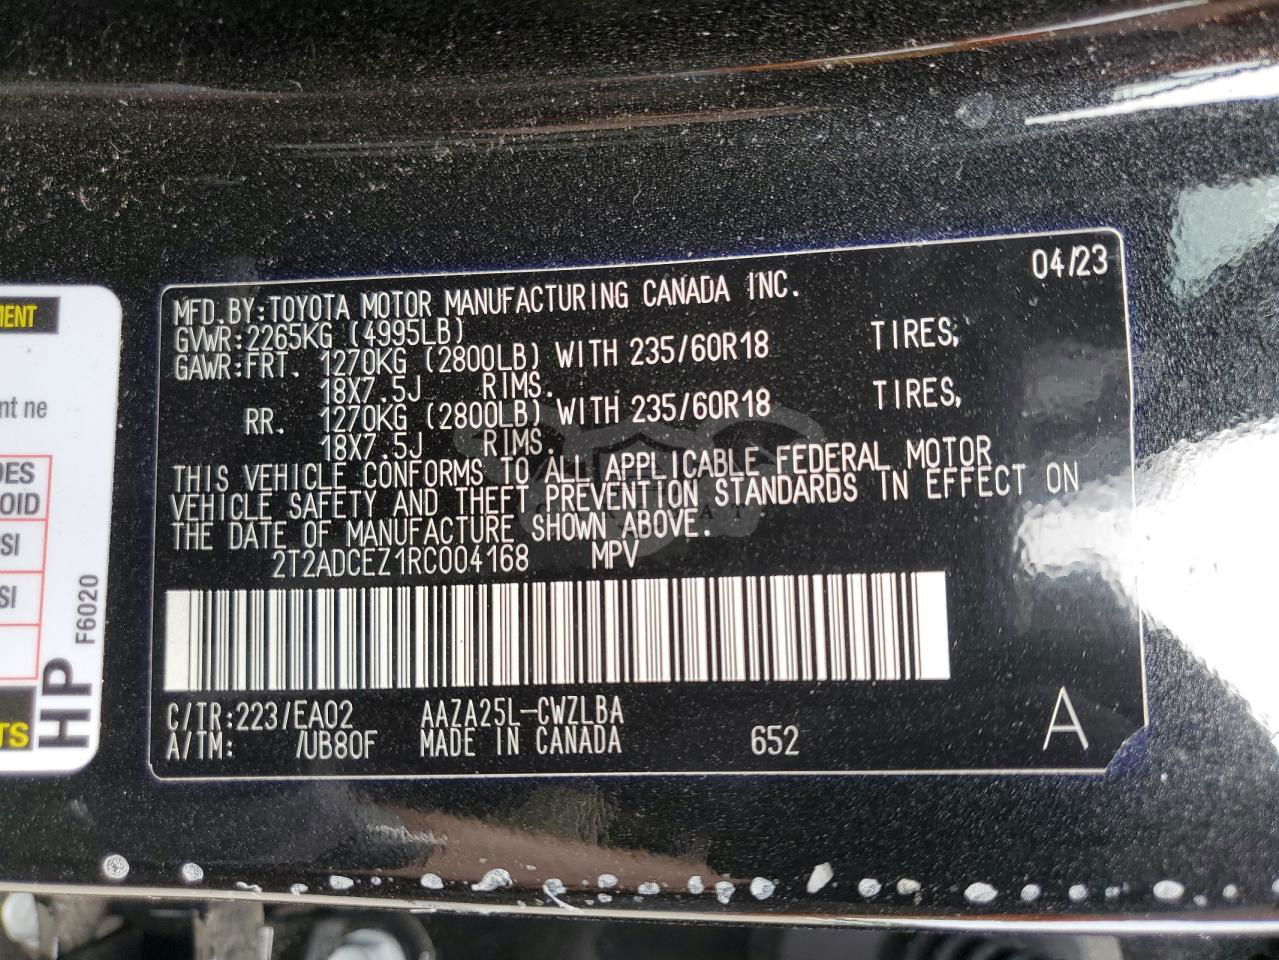 04/23
MFD.BY:TOYOTA MOTOR MANUFACTURING CANADA INC.
GVWR:2265KG (4995LB)
GAWR:FRT. 1270KG (2800LB) WITH 235/60R18 TIRES,
18X7.5J RIMS.
RR. 1270KG (2800LB) WITH 235/60R18 TIRES,
18X7.5J RIMS.
THIS VEHICLE CONFORMS TO ALL APPLICABLE FEDERAL MOTOR
VEHICLE SAFETY AND THEFT PREVENTION STANDARDS IN EFFECT ON
THE DATE OF MANUFACTURE SHOWN ABOVE.
2T2ADCEZ1RC004168 MPV
C/TR:223/EA02 AAZA25L-CWZLBA
A/TM: /UB80F MADE IN CANADA 652 A
nt ne
OID
SI
SI
F6020
HP
TS